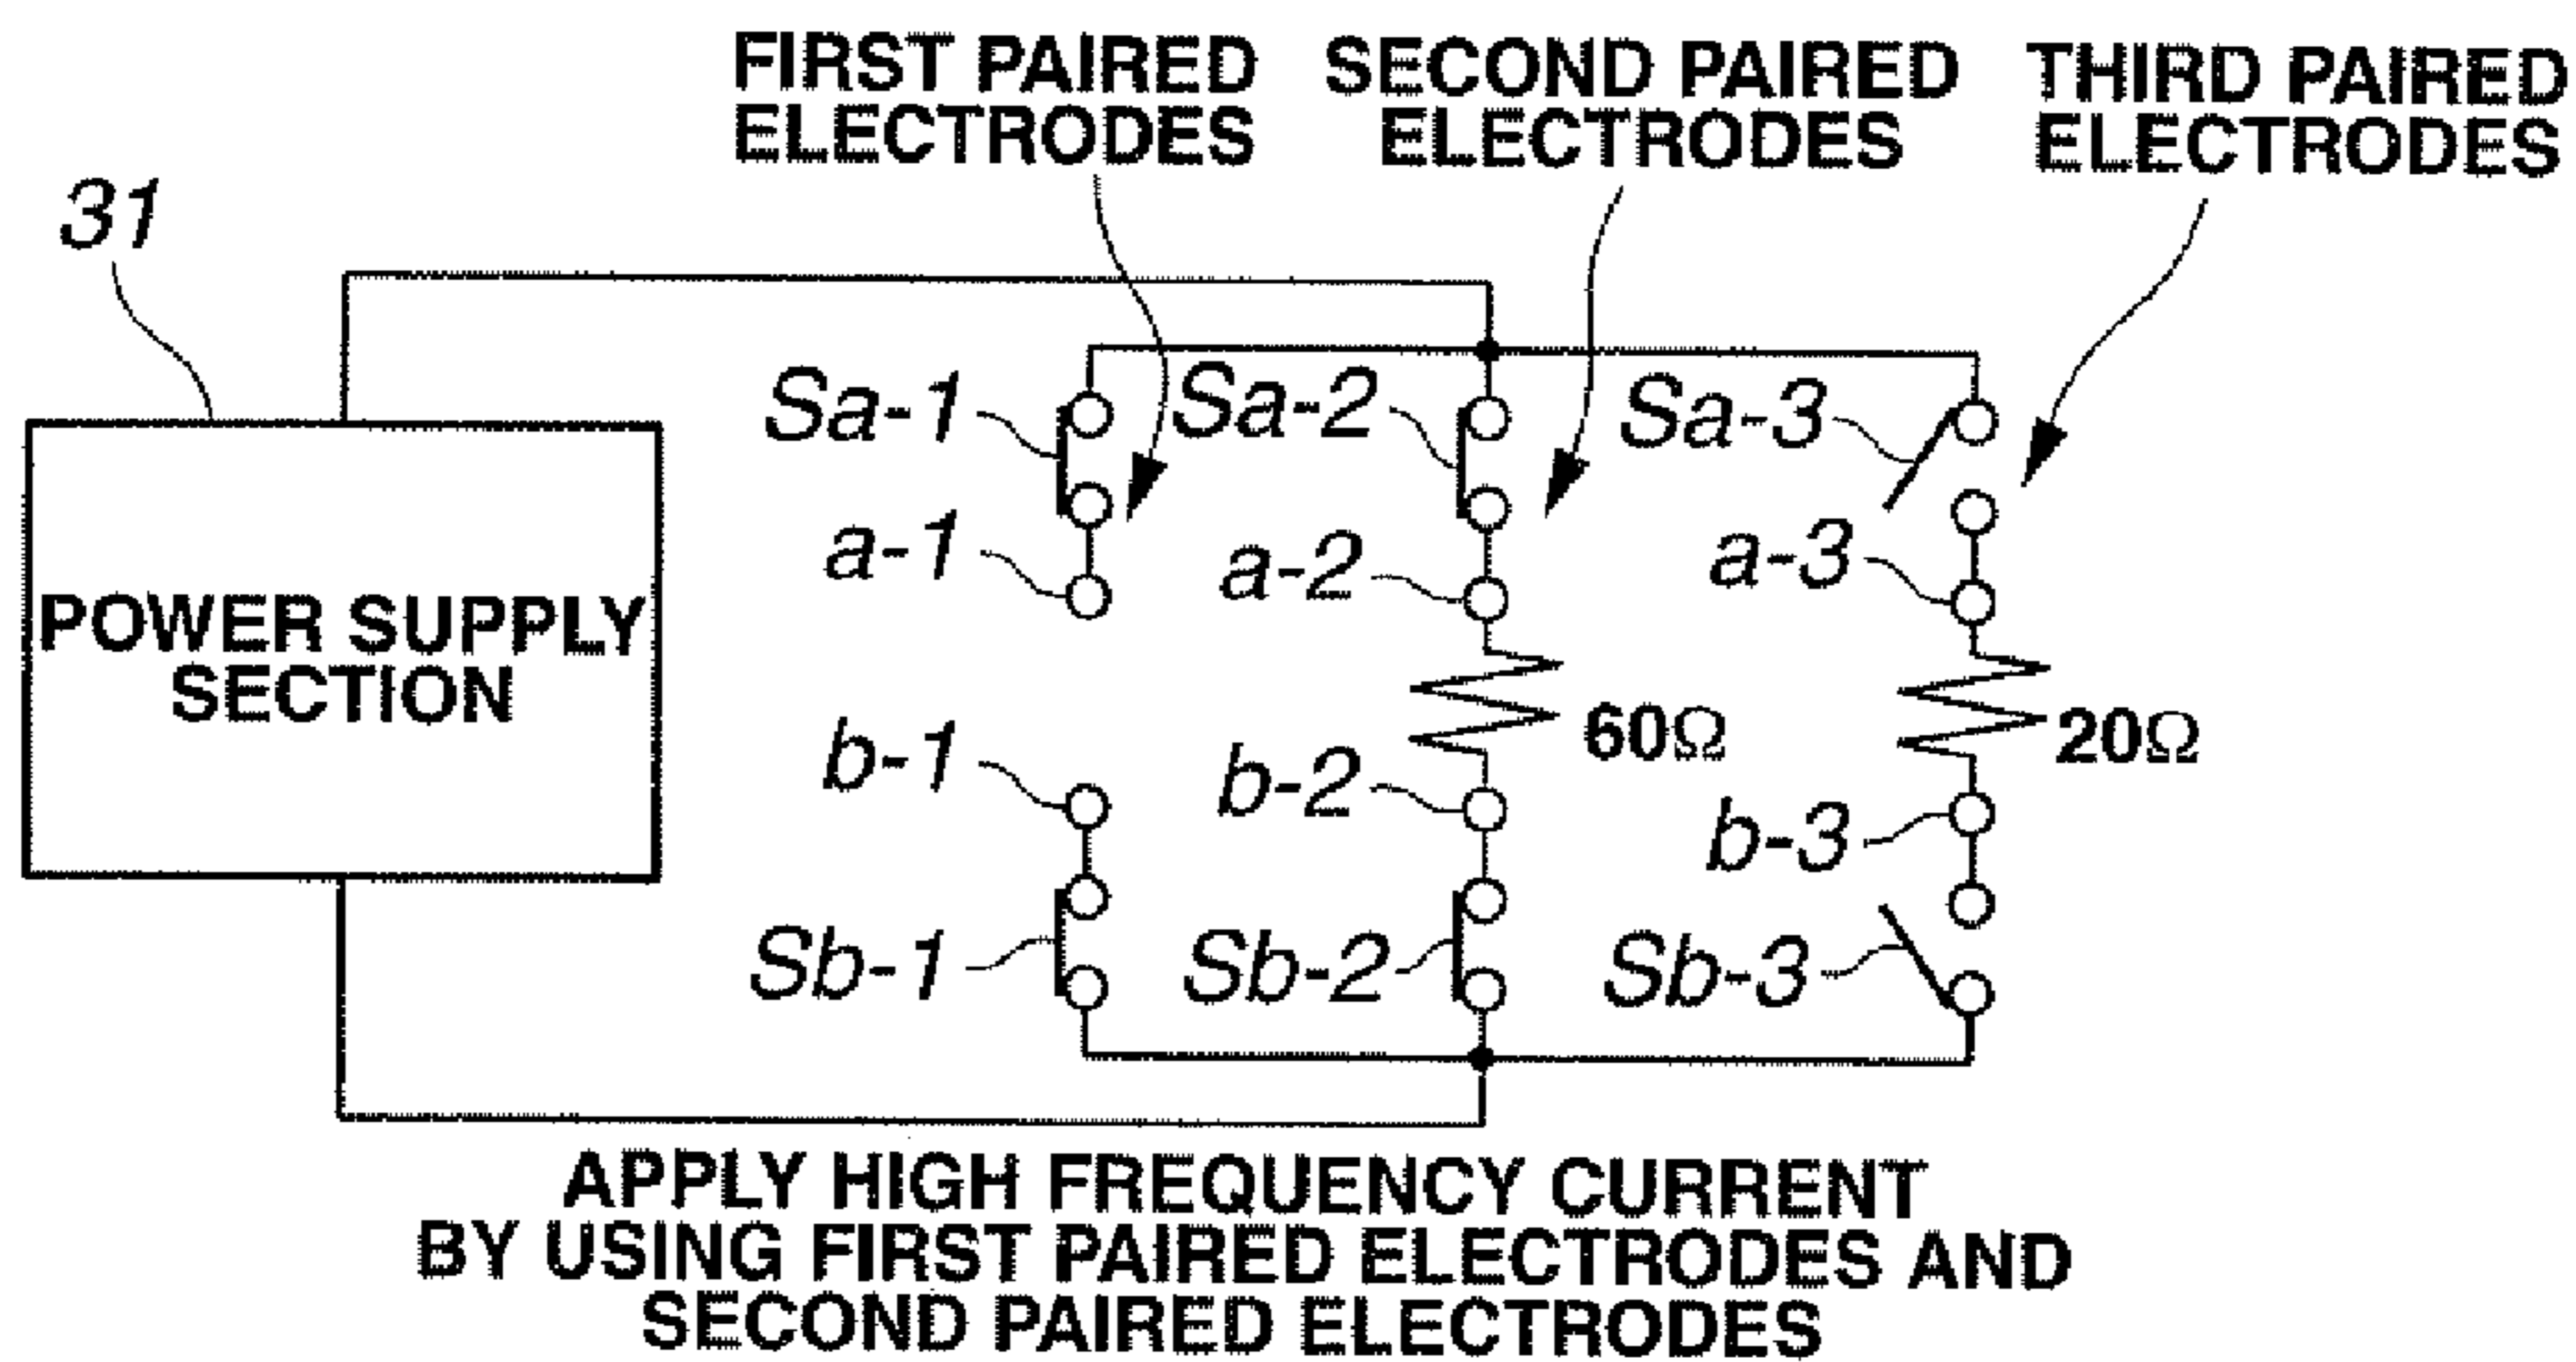 FIRST PAIRED
ELECTRODES
SECOND PAIRED
ELECTRODES
THIRD PAIRED
ELECTRODES
31
POWER SUPPLY
SECTION
Sa-1
Sa-2
Sa-3
a-1
a-2
a-3
60Ω
20Ω
b-1
b-2
b-3
Sb-1
Sb-2
Sb-3
APPLY HIGH FREQUENCY CURRENT
BY USING FIRST PAIRED ELECTRODES AND
SECOND PAIRED ELECTRODES